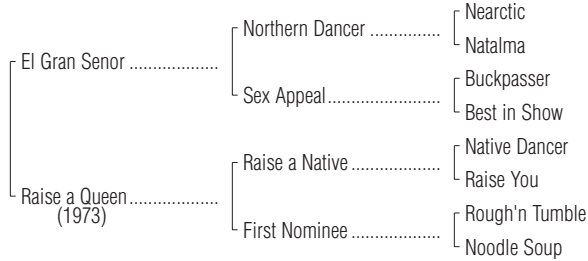 Nearctic
Northern Dancer ................
Natalma
El Gran Senor ...................
Buckpasser
Sex Appeal........................
Best in Show
Native Dancer
Raise a Native ....................
Raise You
Raise a Queen...................
(1973)
Rough'n Tumble
First Nominee ...................
Noodle Soup